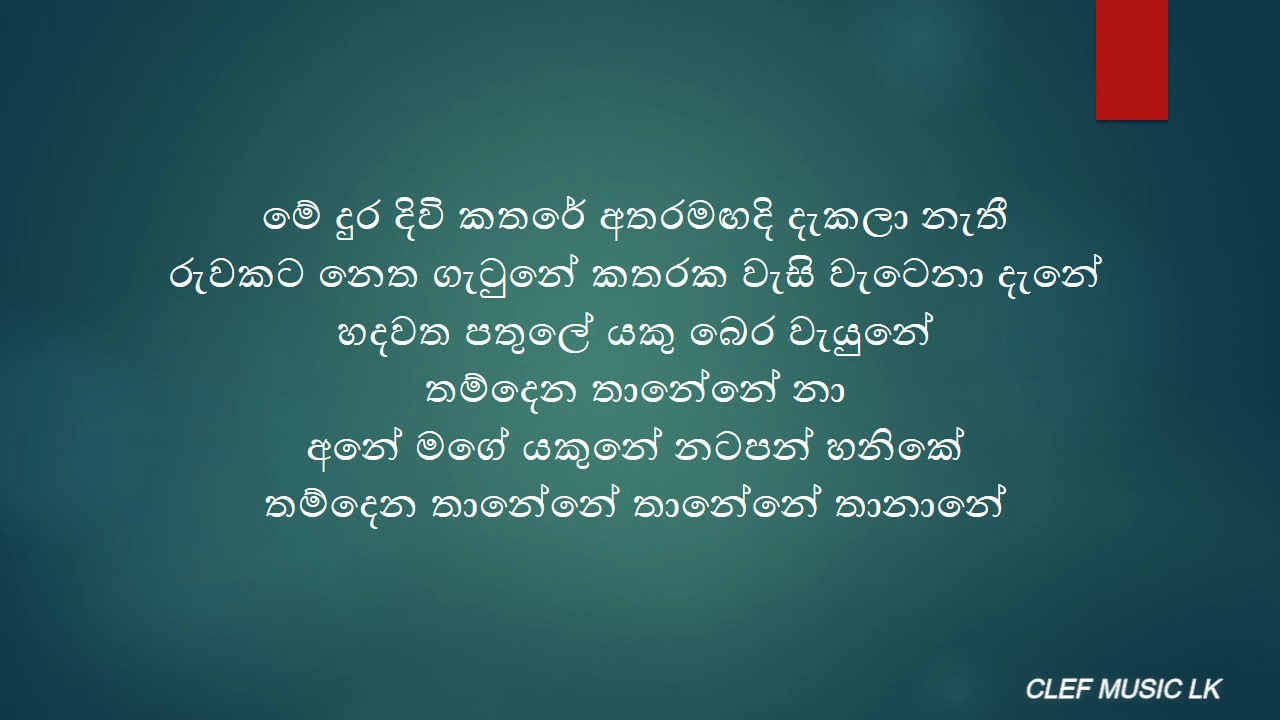 මේ දුර දිවි කතරේ අතරමඟදි දැකලා නැතී
රුවකට නෙත ගැටුනේ කතරක වැසි වැටෙනා දැනේ
හදවත පතුලේ යකු බෙර වැයුනේ
තම්දෙන තානේනේ නා
අනේ මගේ යකුනේ නටපන් හනිකේ
තම්දෙන තානේනේ තානේනේ තානානේ
CLEF MUSIC LK